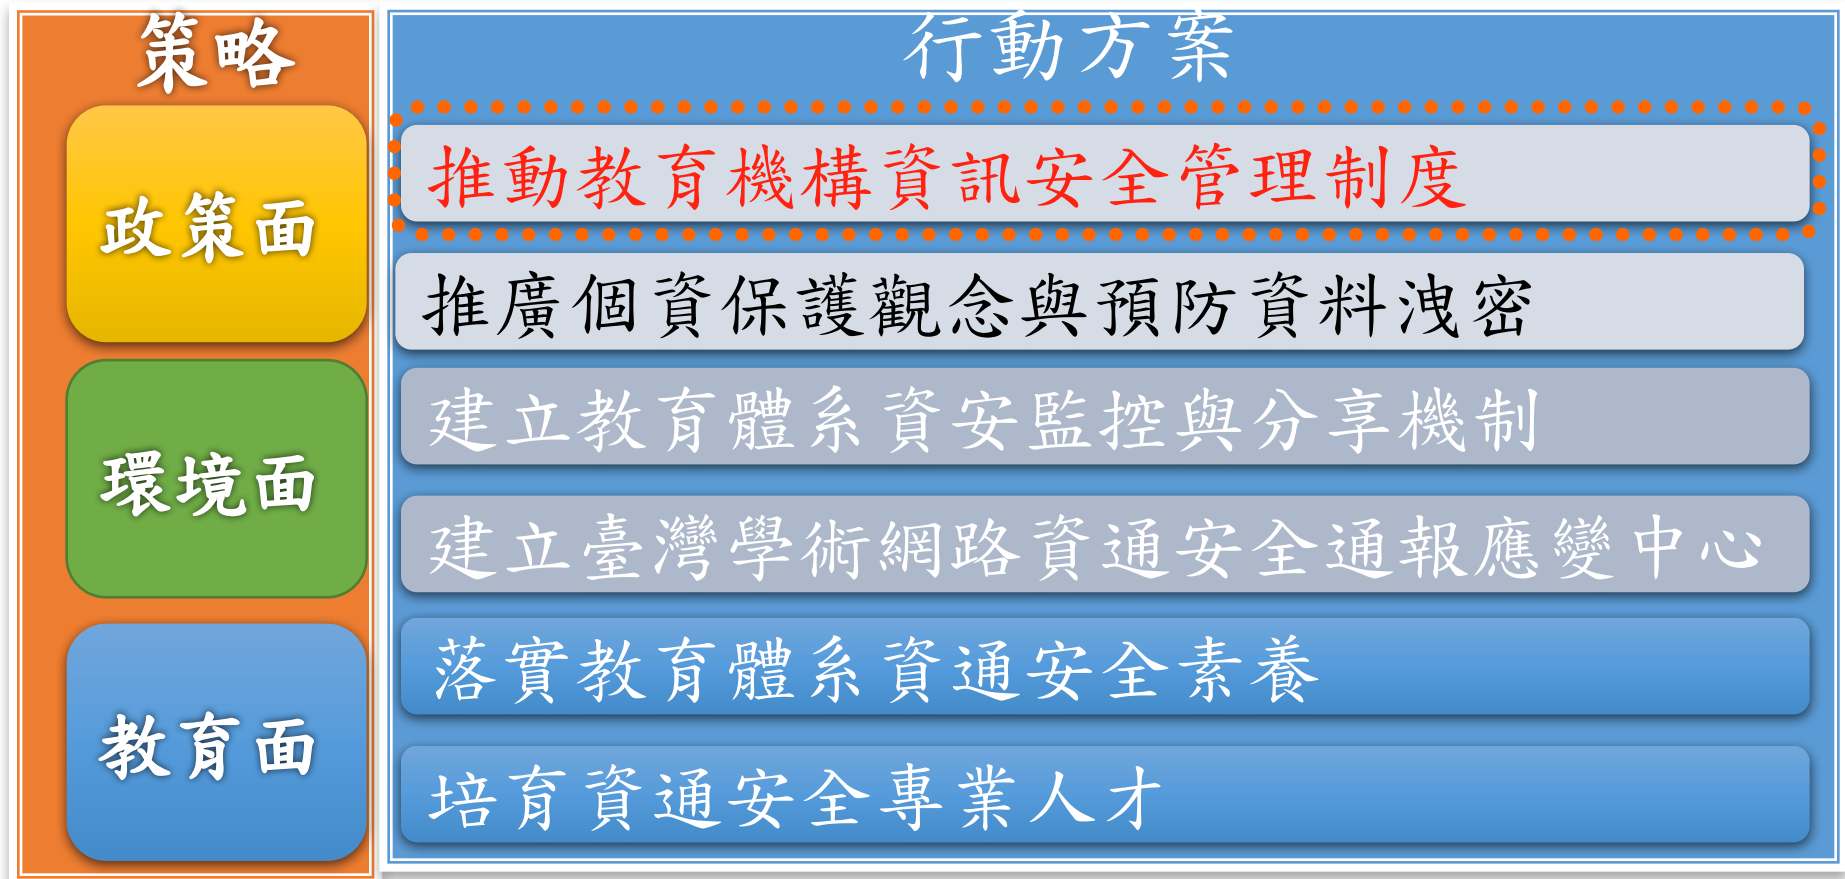 策略
行動方案
政策面
推動教育機構資訊安全管理制度
推廣個資保護觀念與預防資料洩密
環境面
建立教育體系資安監控與分享機制
建立臺灣學術網路資通安全通報應變中心
教育面
落實教育體系資通安全素養
培育資通安全專業人才